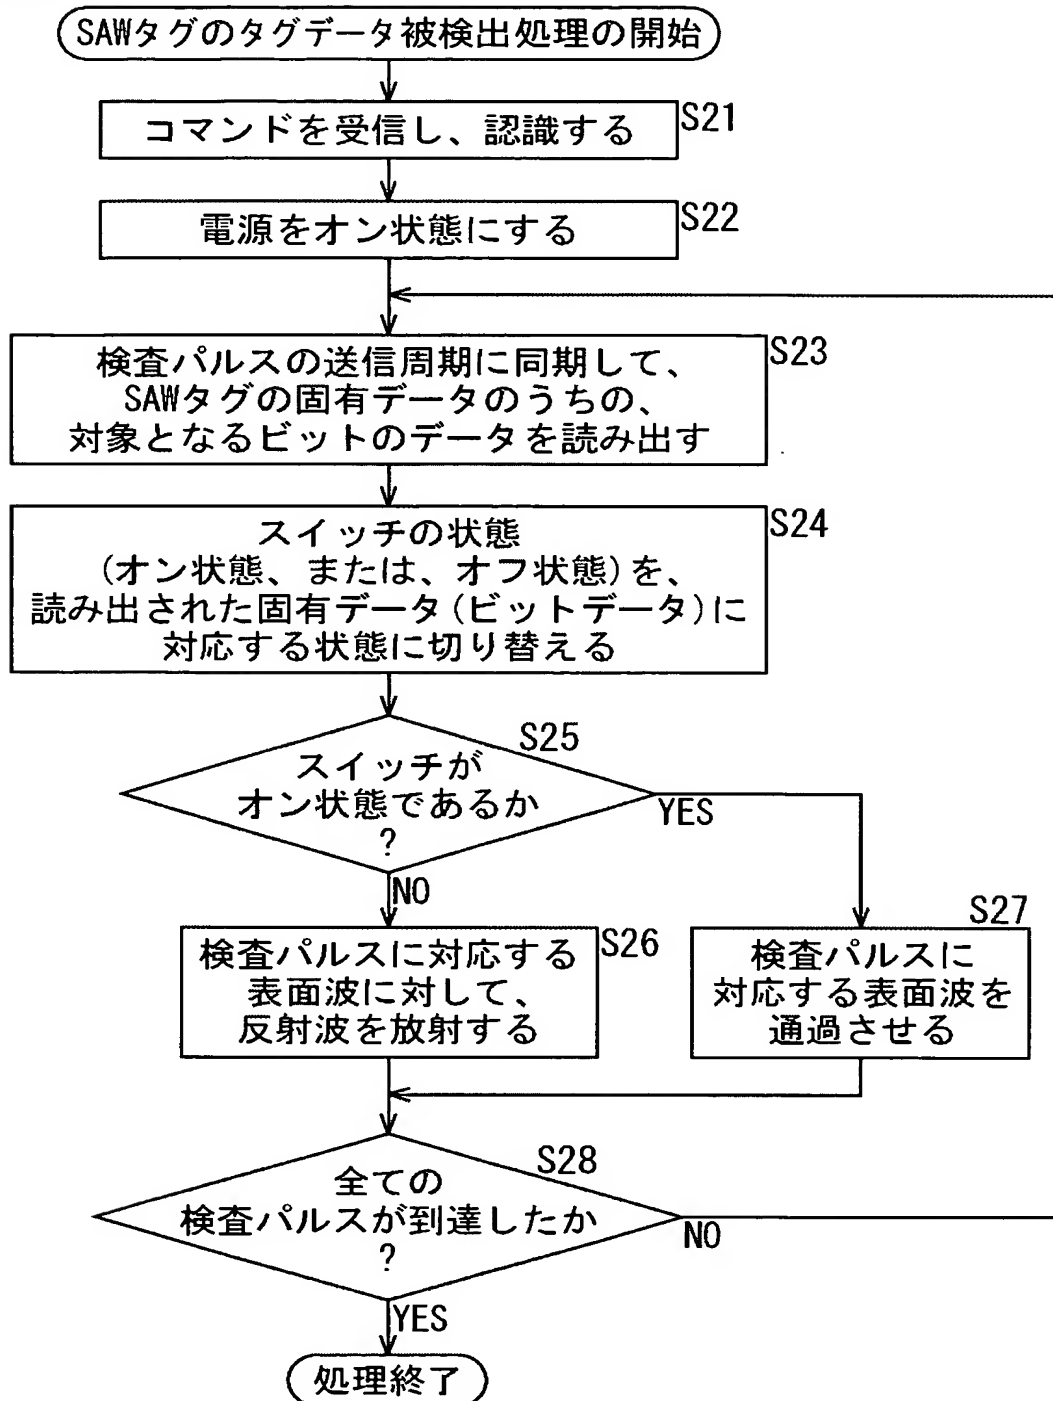 SAWタグのタグデータ被検出処理の開始
コマンドを受信し、認識する
S21
電源をオン状態にする
S22
検査パルスの送信周期に同期して、
SAWタグの固有データのうちの、
対象となるビットのデータを読み出す
S23
スイッチの状態
(オン状態、または、オフ状態)を、
読み出された固有データ(ビットデータ)に
対応する状態に切り替える
S24
S25
スイッチが
オン状態であるか
?
YES
NO
検査パルスに対応する
表面波に対して、
反射波を放射する
S26
S27
検査パルスに
対応する表面波を
通過させる
S28
全ての
検査パルスが到達したか
?
NO
YES
処理終了